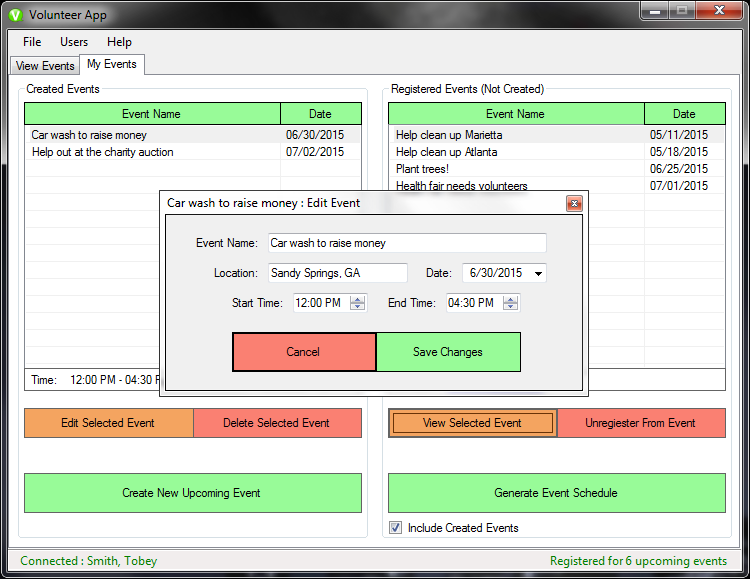 Volunteer App
File Users Help
View Events My Events
Created Events
Event Name Date
Car wash to raise money 06/30/2015
Help out at the charity auction 07/02/2015
Registered Events (Not Created)
Event Name Date
Help clean up Marietta 05/11/2015
Help clean up Atlanta 05/18/2015
Plant trees! 06/25/2015
Health fair needs volunteers 07/01/2015
Car wash to raise money : Edit Event
Event Name: Car wash to raise money
Location: Sandy Springs, GA Date: 6/30/2015
Start Time: 12:00 PM End Time: 04:30 PM
Cancel Save Changes
Time: 12:00 PM - 04:30 P
Edit Selected Event Delete Selected Event
View Selected Event Unregiester From Event
Create New Upcoming Event
Generate Event Schedule
Include Created Events
Connected : Smith, Tobey
Registered for 6 upcoming events